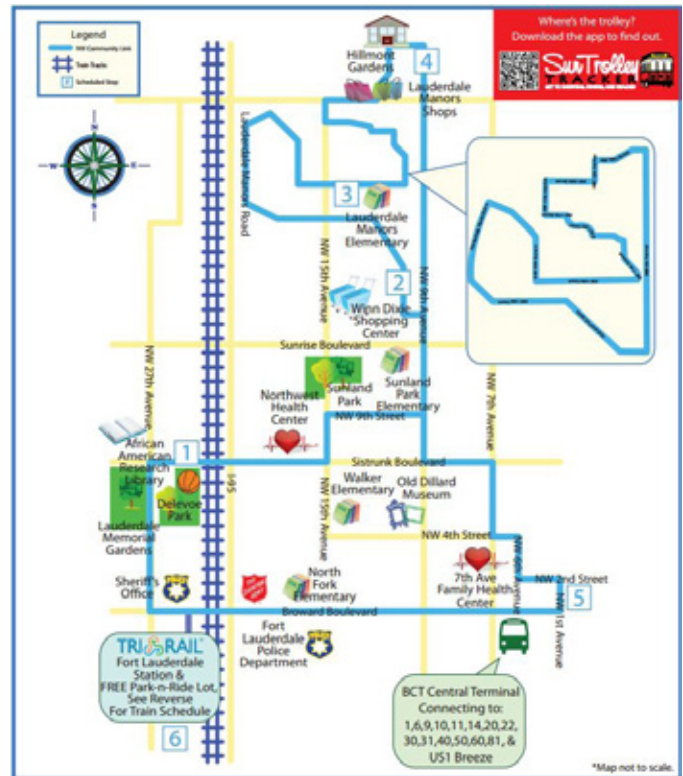 Legend
NW Community Link
Train Tracks
Scheduled Stop
Where's the trolley?
Download the app to find out.
Sun Trolley
TRACKER
N
W
E
S
Hillmont
Gardens
4
Lauderdale
Manors
Shops
Lauderdale Manors Road
3
Lauderdale
Manors
Elementary
NW 15th Avenue
2
NW 9th Avenue
Winn Dixie
Shopping
Center
Sunrise Boulevard
NW 27th Avenue
Sunland
Park
Sunland
Park
Elementary
NW 7th Avenue
Northwest
Health
Center
NW 9th Street
African
American
Research
Library
1
I-95
Sistrunk Boulevard
Delevoe
Park
Walker
Elementary
Old Dillard
Museum
NW 15th Avenue
Lauderdale
Memorial
Gardens
NW 4th Street
Sheriff's
Office
North
Fork
Elementary
7th Ave
Family Health
Center
NW 2nd Street
5
NW 1st Avenue
Broward Boulevard
TRI RAIL
Fort Lauderdale
Station &
FREE Park-n-Ride Lot,
See Reverse
For Train Schedule
6
Fort
Lauderdale
Police
Department
BCT Central Terminal
Connecting to:
1,6,9,10,11,14,20,22,
30,31,40,50,60,81, &
US1 Breeze
*Map not to scale.